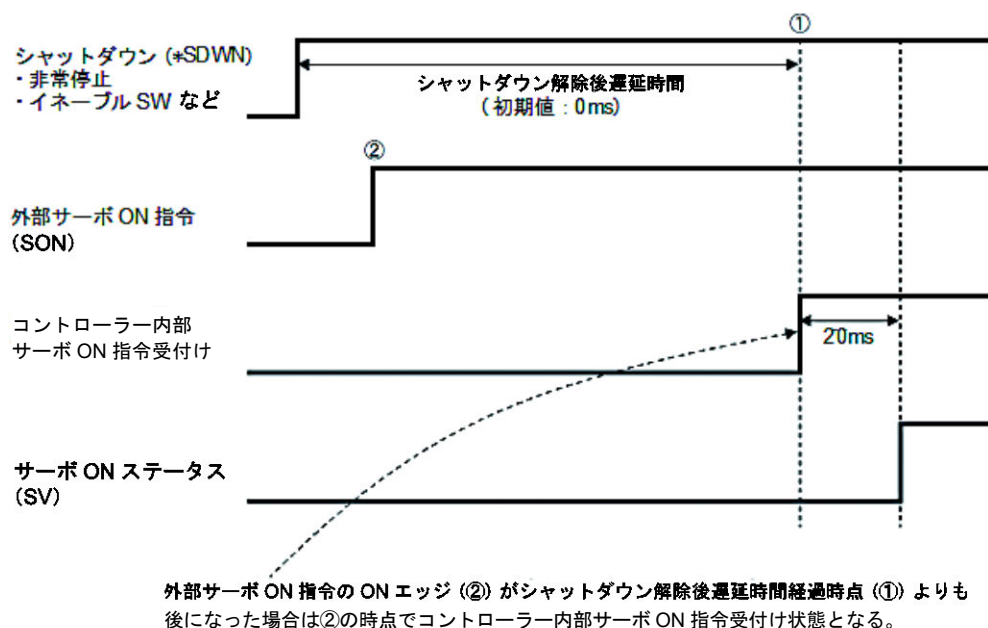 ①
シャットダウン (*SDWN)
・非常停止
・イネーブル SW など
シャットダウン解除後遅延時間
(初期値：0ms)
②
外部サーボ ON 指令
(SON)
コントローラー内部
サーボ ON 指令受付け
20ms
サーボ ON ステータス
(SV)
外部サーボ ON 指令の ON エッジ (②) がシャットダウン解除後遅延時間経過時点 (①) よりも
後になった場合は②の時点でコントローラー内部サーボ ON 指令受付け状態となる。